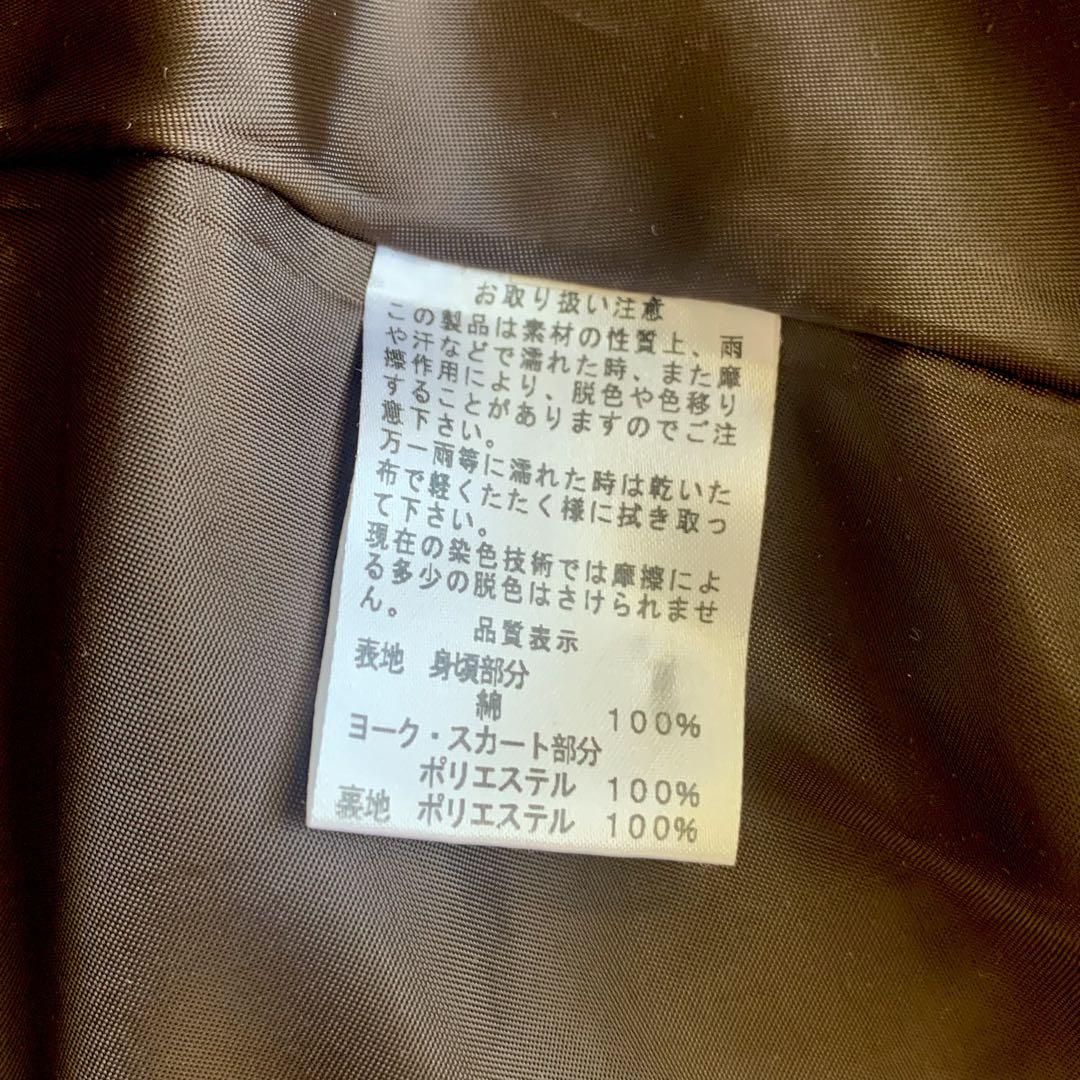 お取り扱い注意
この製品は素材の性質上、雨
や汗などで濡れた時、また摩
擦作用により、脱色や色移り
することがありますのでご注
意下さい。
万一雨等に濡れた時は乾いた
布で軽くたたく様に拭き取っ
て下さい。
現在の染色技術では摩擦によ
る多少の脱色はさけられませ
ん。
品質表示
表地 身頃部分
綿 100%
ヨーク・スカート部分
ポリエステル 100%
裏地 ポリエステル 100%